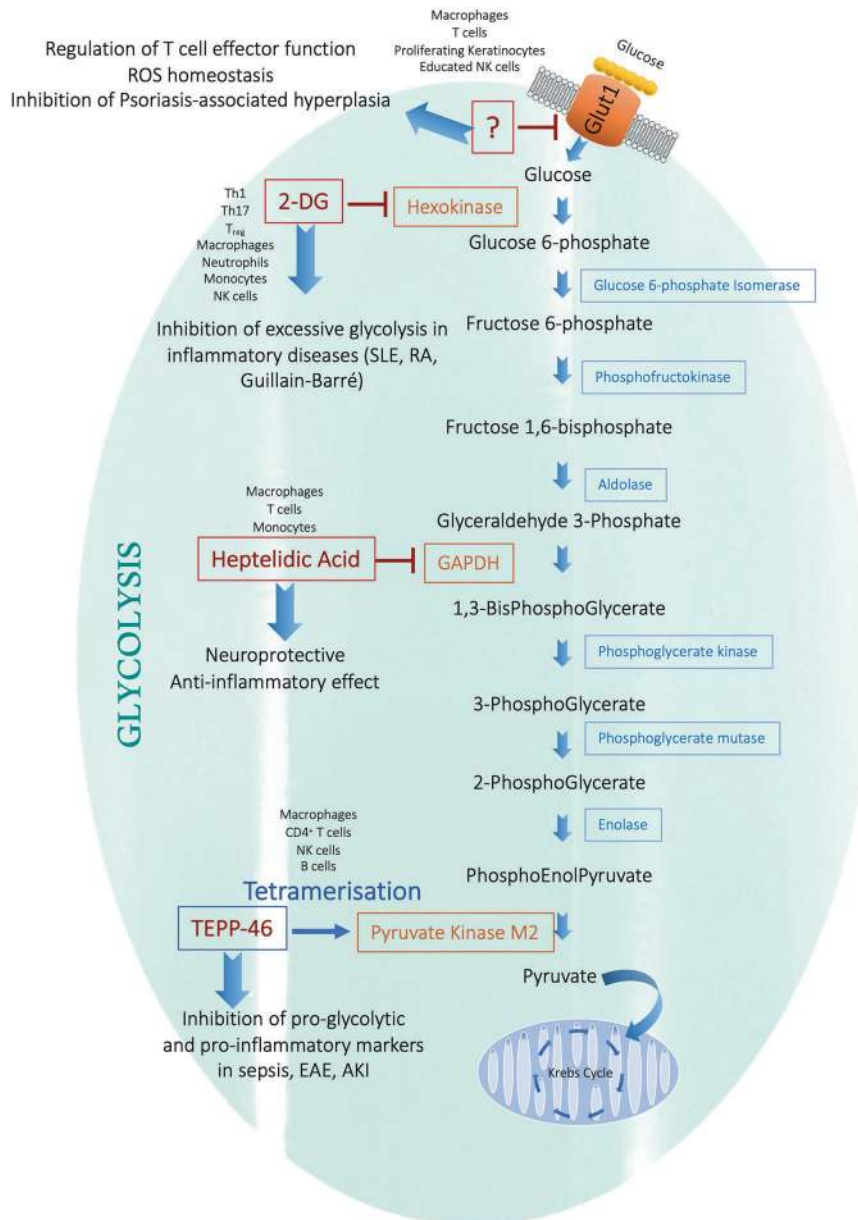 Macrophages
T cells
Proliferating Keratinocytes
Educated NK cells
Regulation of T cell effector function
ROS homeostasis
Inhibition of Psoriasis-associated hyperplasia
?
Glucose
Glut1
Glucose
Th1
Th17
Treg
Macrophages
Neutrophils
Monocytes
NK cells
2-DG
Hexokinase
Glucose 6-phosphate
Glucose 6-phosphate Isomerase
Inhibition of excessive glycolysis in
inflammatory diseases (SLE, RA,
Guillain-Barré)
Fructose 6-phosphate
Phosphofructokinase
Fructose 1,6-bisphosphate
Aldolase
Macrophages
T cells
Monocytes
Glyceraldehyde 3-Phosphate
Heptelidic Acid
GAPDH
1,3-BisPhosphoGlycerate
GLYCOLYSIS
Neuroprotective
Anti-inflammatory effect
Phosphoglycerate kinase
3-PhosphoGlycerate
Phosphoglycerate mutase
2-PhosphoGlycerate
Enolase
Macrophages
CD4+ T cells
NK cells
B cells
PhosphoEnolPyruvate
Tetramerisation
TEPP-46
Pyruvate Kinase M2
Pyruvate
Inhibition of pro-glycolytic
and pro-inflammatory markers
in sepsis, EAE, AKI
Krebs Cycle